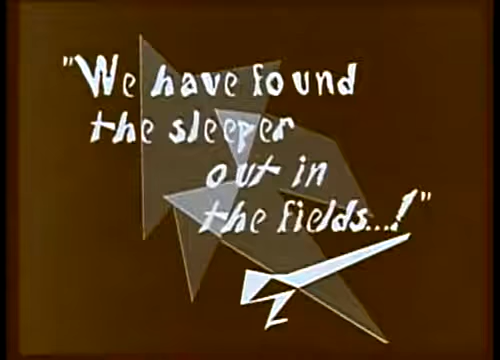 "We have found
the sleeper
out in
the fields...!"